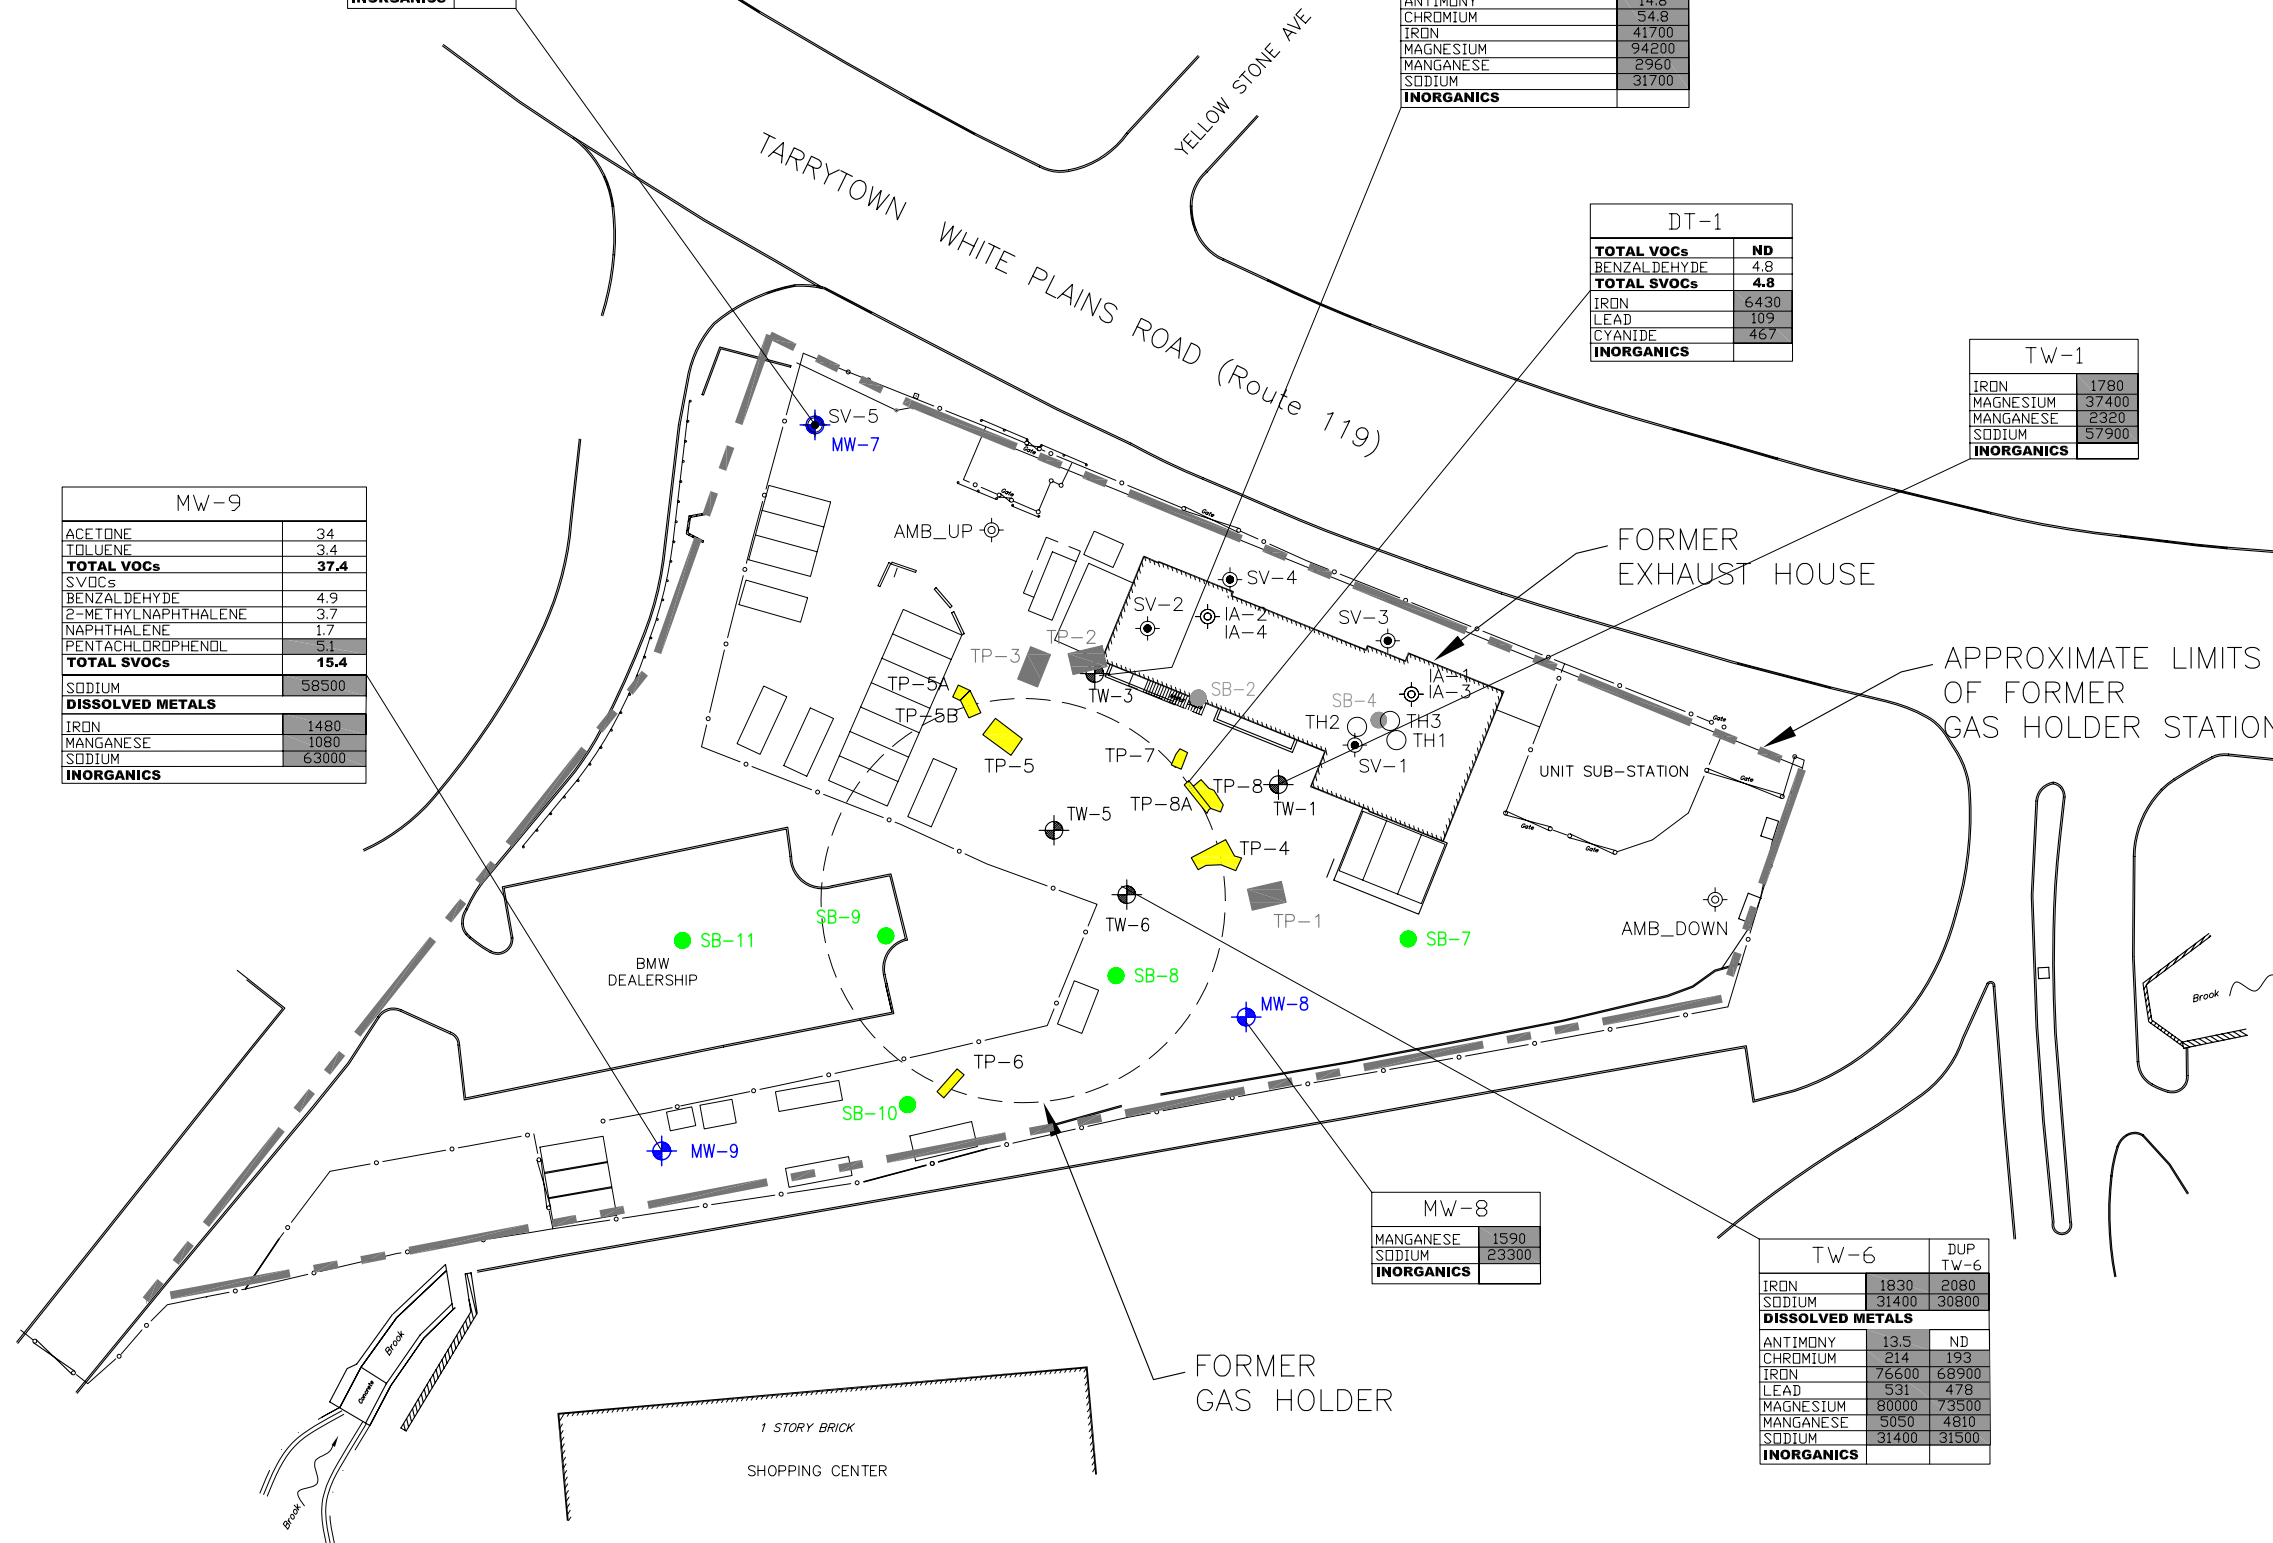 INORGANICS
ANTIMONY 14.8
CHROMIUM 54.8
IRON 41700
MAGNESIUM 94200
MANGANESE 2960
SODIUM 31700
INORGANICS
YELLOW STONE AVE
TARRYTOWN WHITE PLAINS ROAD (Route 119)
DT-1
TOTAL VOCs ND
BENZALDEHYDE 4.8
TOTAL SVOCs 4.8
IRON 6430
LEAD 109
CYANIDE 467
INORGANICS
TW-1
IRON 1780
MAGNESIUM 37400
MANGANESE 2320
SODIUM 57900
INORGANICS
SV-5
MW-7
Gate
Gate
Gate
MW-9
ACETONE 34
TOLUENE 3.4
TOTAL VOCs 37.4
SVOCs
BENZALDEHYDE 4.9
2-METHYLNAPHTHALENE 3.7
NAPHTHALENE 1.7
PENTACHLOROPHENOL 5.1
TOTAL SVOCs 15.4
SODIUM 58500
DISSOLVED METALS
IRON 1480
MANGANESE 1080
SODIUM 63000
INORGANICS
AMB_UP
FORMER
EXHAUST HOUSE
SV-4
SV-2
IA-2
IA-4
SV-3
TP-2
TP-3
APPROXIMATE LIMITS
OF FORMER
GAS HOLDER STATION
IA-1
IA-3
TP-5A
TW-3
SB-2
SB-4
TP-5B
TH2
TH3
TH1
Gate
TP-5
TP-7
SV-1
UNIT SUB-STATION
Gate
TP-8
TP-8A
TW-1
TW-5
Gate
Gate
TP-4
SB-9
TW-6
TP-1
AMB_DOWN
SB-11
SB-7
BMW
DEALERSHIP
SB-8
Brook
MW-8
TP-6
SB-10
MW-9
MW-8
MANGANESE 1590
SODIUM 23300
INORGANICS
TW-6 DUP
TW-6
IRON 1830 2080
SODIUM 31400 30800
DISSOLVED METALS
ANTIMONY 13.5 ND
CHROMIUM 214 193
IRON 76600 68900
LEAD 531 478
MAGNESIUM 80000 73500
MANGANESE 5050 4810
SODIUM 31400 31500
INORGANICS
Brook
Concrete
FORMER
GAS HOLDER
1 STORY BRICK
SHOPPING CENTER
Brook